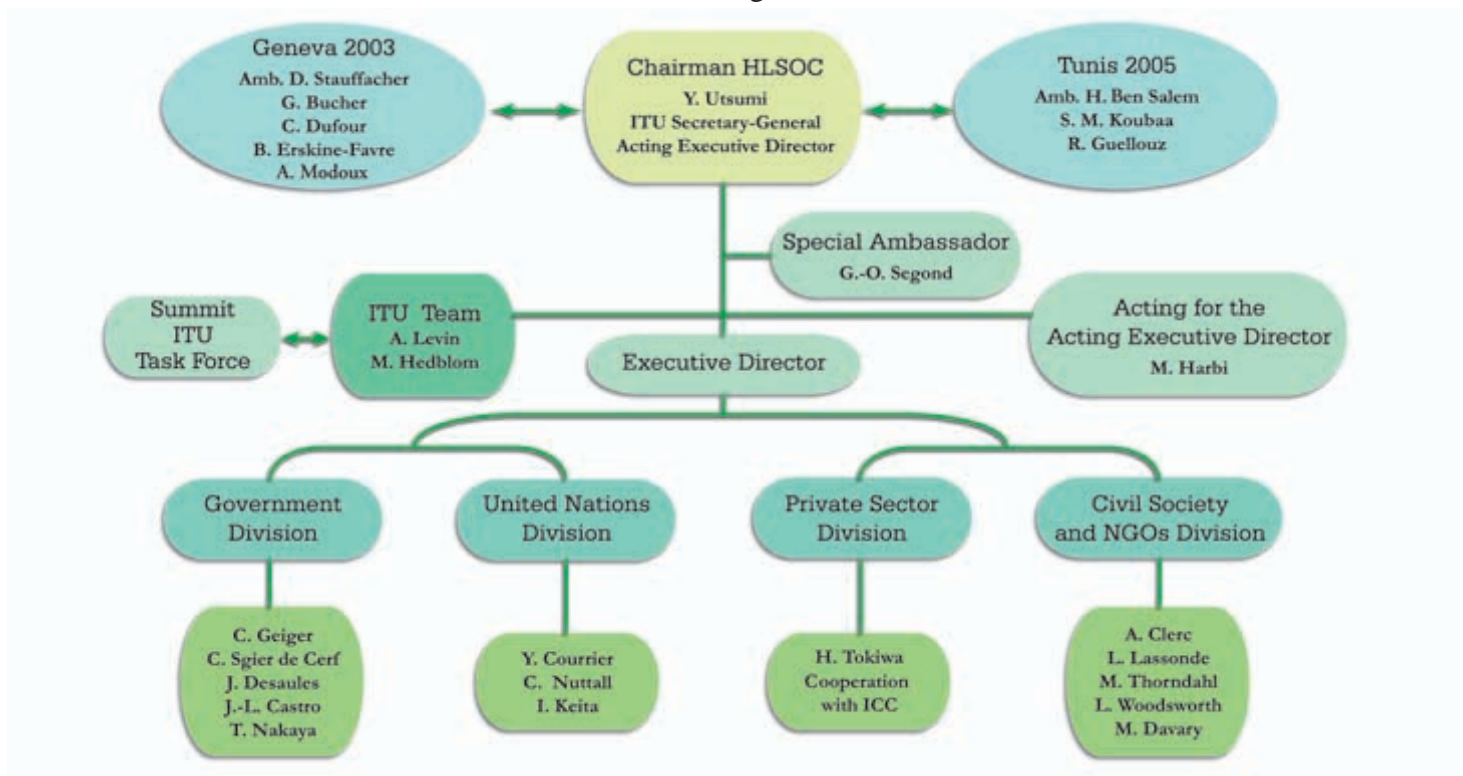 Geneva 2003
Amb. D. Stauffacher
G. Bucher
C. Dufour
B. Erskine-Favre
A. Modoux
Chairman HLSOC
Y. Utsumi
ITU Secretary-General
Acting Executive Director
Tunis 2005
Amb. H. Ben Salem
S. M. Koubaa
R. Guellouz
Special Ambassador
G.-O. Segond
Summit
ITU
Task Force
ITU Team
A. Levin
M. Hedblom
Executive Director
Acting for the
Acting Executive Director
M. Harbi
Government
Division
United Nations
Division
Private Sector
Division
Civil Society
and NGOs Division
C. Geiger
C. Sgier de Cerf
J. Desaules
J.-L. Castro
T. Nakaya
Y. Courrier
C. Nuttall
I. Keita
H. Tokiwa
Cooperation
with ICC
A. Clerc
L. Lassonde
M. Thorndahl
L. Woodsworth
M. Davary